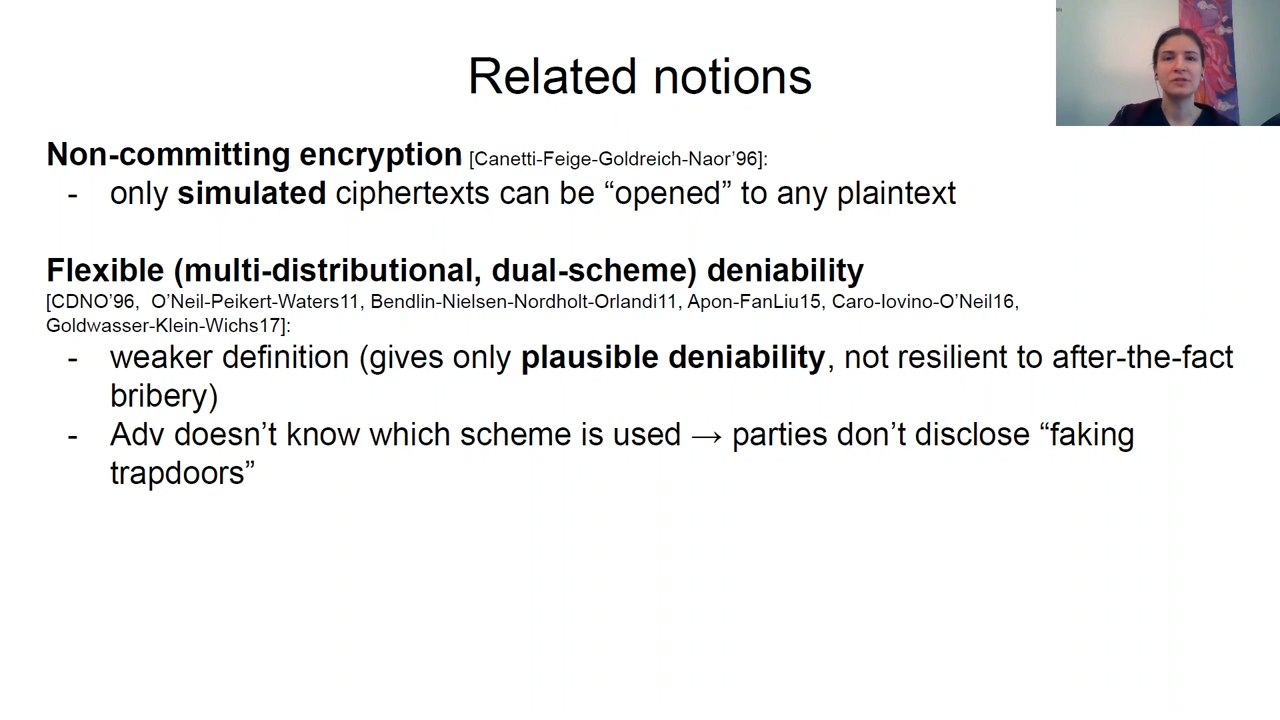 Related notions
Non-committing encryption [Canetti-Feige-Goldreich-Naor’96]:
- only simulated ciphertexts can be “opened” to any plaintext
Flexible (multi-distributional, dual-scheme) deniability
[CDNO’96, O’Neil-Peikert-Waters11, Bendlin-Nielsen-Nordholt-Orlandi11, Apon-FanLiu15, Caro-Iovino-O’Neil16,
Goldwasser-Klein-Wichs17]:
- weaker definition (gives only plausible deniability, not resilient to after-the-fact
bribery)
- Adv doesn’t know which scheme is used → parties don’t disclose “faking
trapdoors”